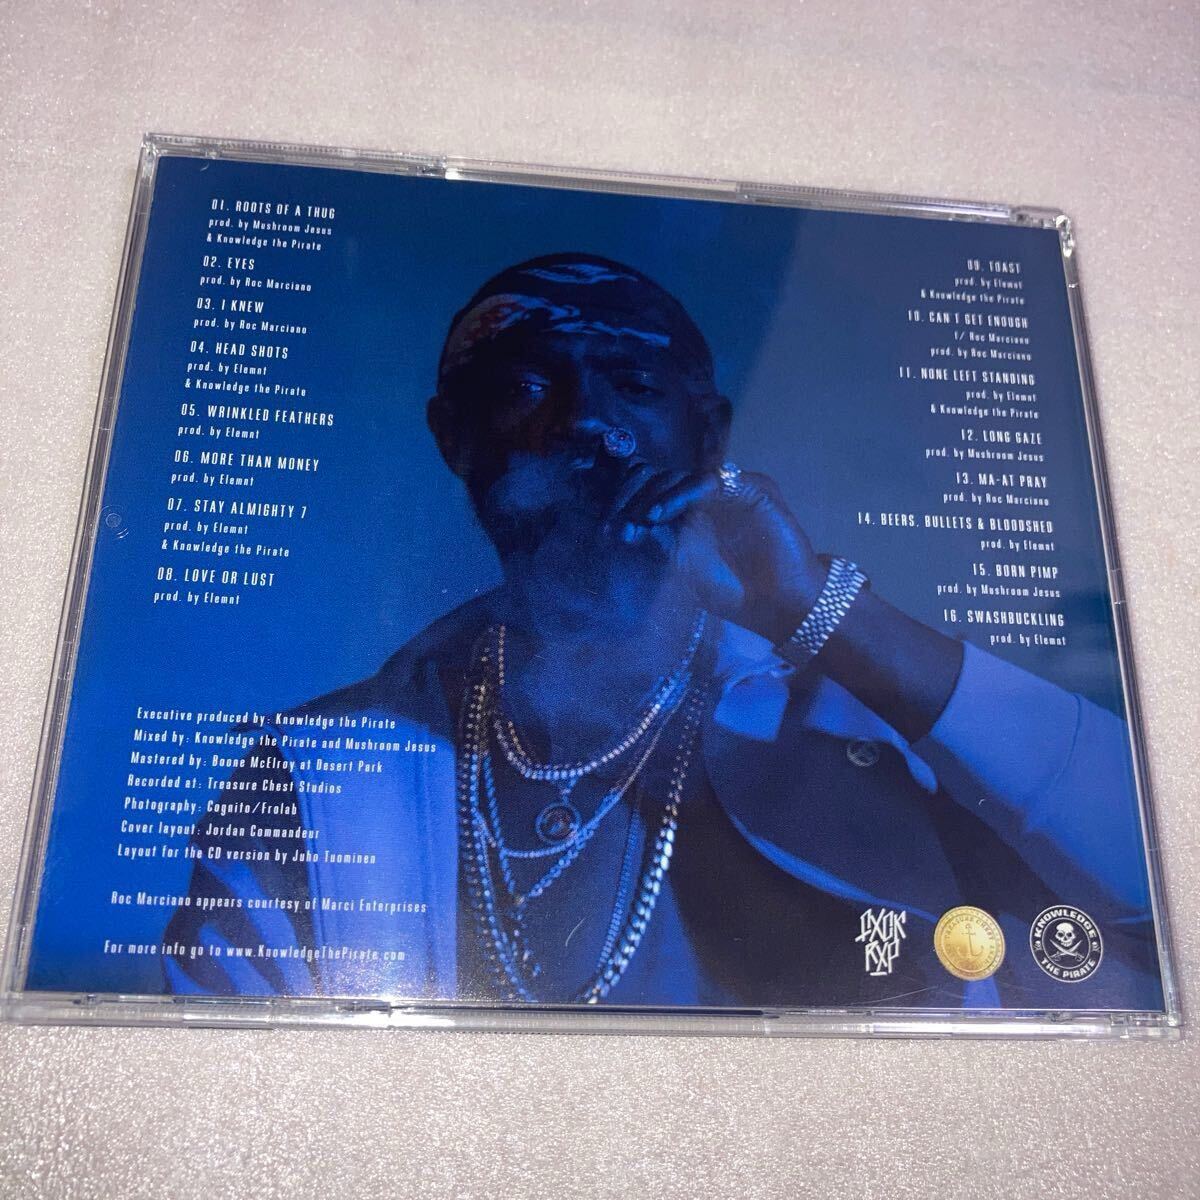 01. ROOTS OF A THUG
prod. by Mushroom Jesus
& Knowledge the Pirate
02. EYES
prod. by Roc Marciano
03. I KNEW
prod. by Roc Marciano
04. HEAD SHOTS
prod. by Elemnt
& Knowledge the Pirate
05. WRINKLED FEATHERS
prod. by Elemnt
06. MORE THAN MONEY
prod. by Elemnt
07. STAY ALMIGHTY 7
prod. by Elemnt
& Knowledge the Pirate
08. LOVE OR LUST
prod. by Elemnt
09. TOAST
prod. by Elemnt
& Knowledge the Pirate
10. CAN'T GET ENOUGH
f/ Roc Marciano
prod. by Roc Marciano
11. NONE LEFT STANDING
prod. by Elemnt
& Knowledge the Pirate
12. LONG GAZE
prod. by Mushroom Jesus
13. MA-AT PRAY
prod. by Roc Marciano
14. BEERS, BULLETS & BLOODSHED
prod. by Elemnt
15. BORN PIMP
prod. by Mushroom Jesus
16. SWASHBUCKLING
prod. by Elemnt
Executive produced by: Knowledge the Pirate
Mixed by: Knowledge the Pirate and Mushroom Jesus
Mastered by: Boone McElroy at Desert Park
Recorded at: Treasure Chest Studios
Photography: Cognito/Frolab
Cover layout: Jordan Commandeur
Layout for the CD version by Juho Tuominen
Roc Marciano appears courtesy of Marci Enterprises
For more info go to www.KnowledgeThePirate.com
TREASURE CHEST
KNOWLEDGE
THE PIRATE